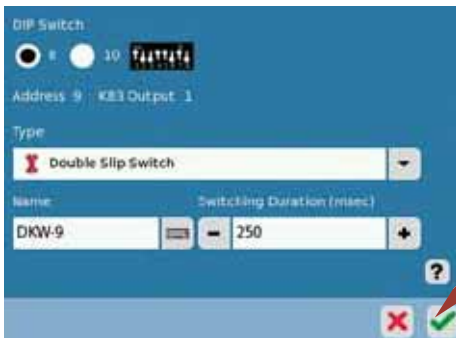 DIP Switch
8 10
Address 9 K83 Output 1
Type
Double Slip Switch
Name Switching Duration (msec)
DKW-9 - 250 +
?